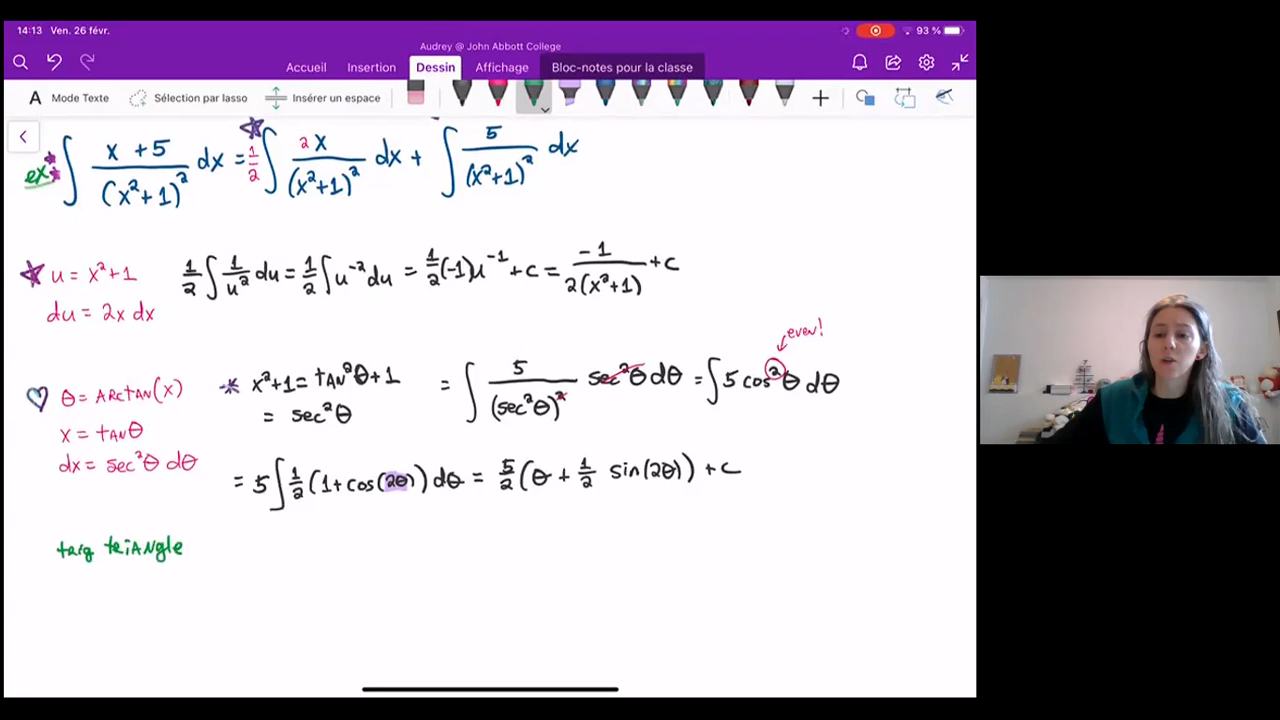 14:13 Ven. 26 févr.
93 %
Audrey @ John Abbott College
Accueil Insertion Dessin Affichage Bloc-notes pour la classe
A Mode Texte Sélection par lasso Insérer un espace
ex: ∫ x + 5 / (x²+1)² dx = 1/2 ∫ 2x / (x²+1)² dx + ∫ 5 / (x²+1)² dx
u = x²+1
du = 2x dx
1/2 ∫ 1/u² du = 1/2 ∫ u⁻² du = 1/2 (-1)u⁻¹ + c = -1 / 2(x²+1) + c
even!
θ = ARCTAN(x)
x = tANθ
dx = sec²θ dθ
* x²+1 = tAN²θ+1
= sec²θ
= ∫ 5 / (sec²θ)² sec²θ dθ = ∫ 5 cos²θ dθ
= 5 ∫ 1/2 (1 + cos(2θ)) dθ = 5/2 (θ + 1/2 sin(2θ)) + c
trig triANgle